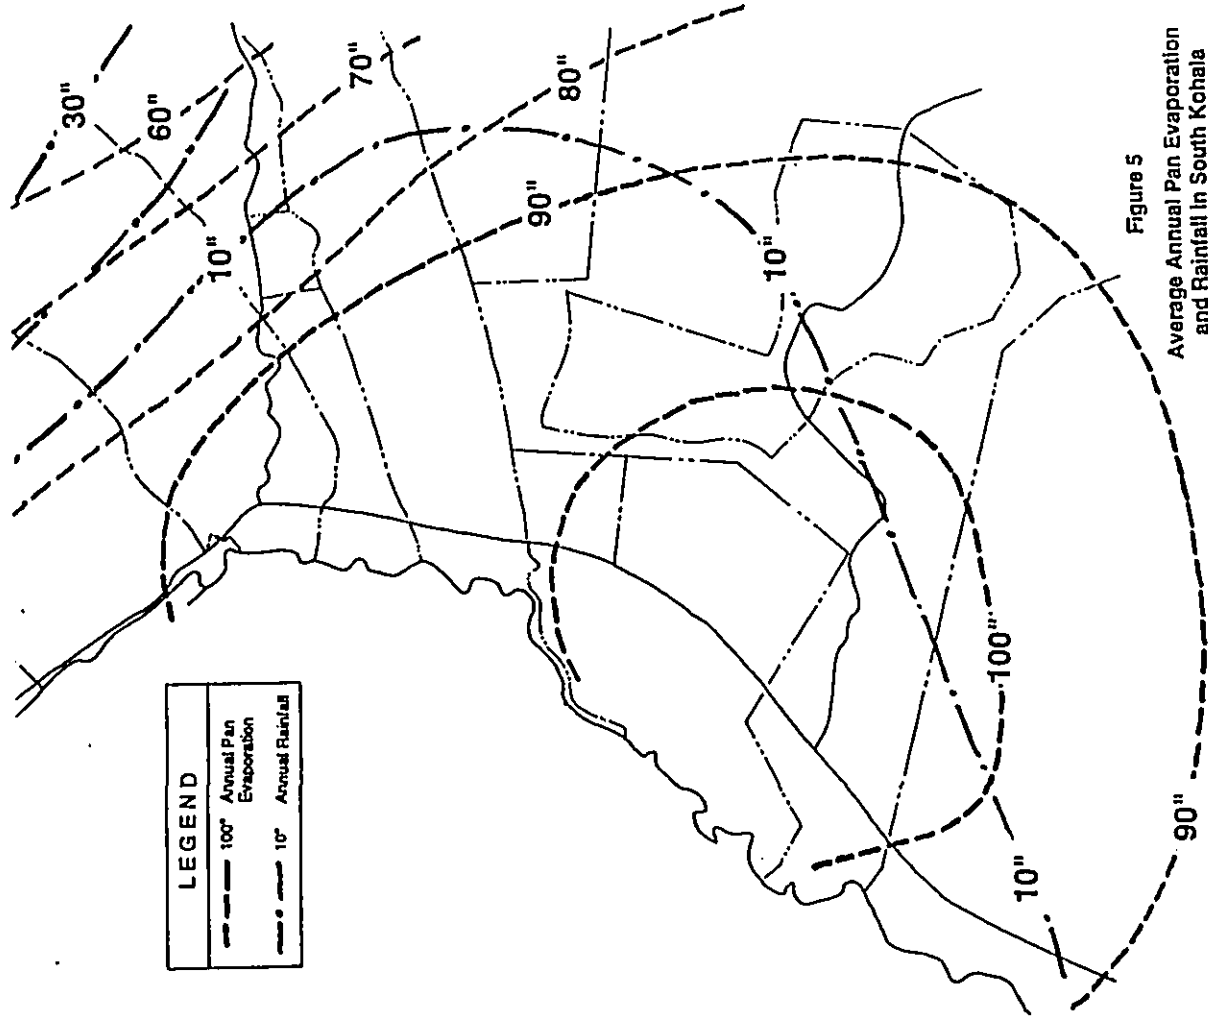 30"
60"
70"
80"
10"
90"
10"
100"
10"
90"
LEGEND
100" Annual Pan
Evaporation
10" Annual Rainfall
Figure 5
Average Annual Pan Evaporation
and Rainfall in South Kohala